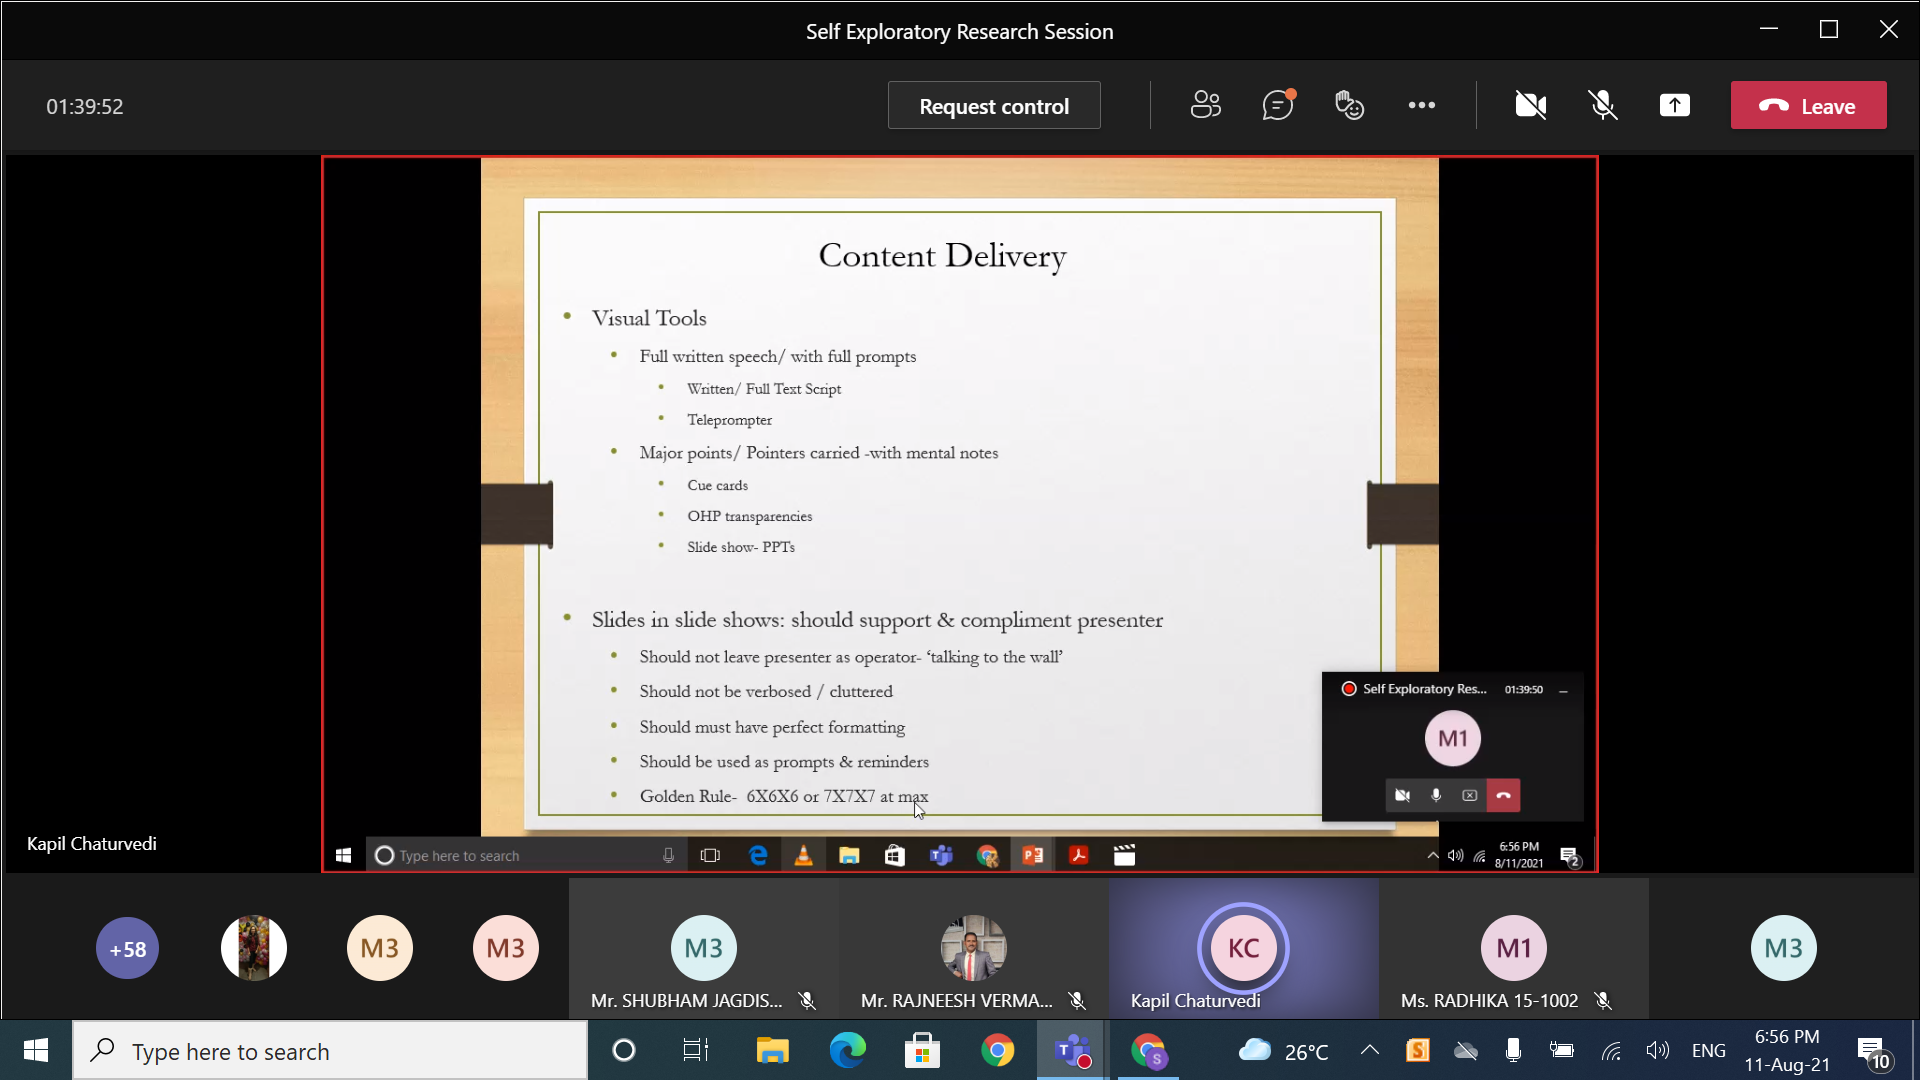 Self Exploratory Research Session
01:39:52
Request control
Leave
Content Delivery
Visual Tools
Full written speech/ with full prompts
Written/ Full Text Script
Teleprompter
Major points/ Pointers carried -with mental notes
Cue cards
OHP transparencies
Slide show- PPTs
Slides in slide shows: should support & compliment presenter
Should not leave presenter as operator- ‘talking to the wall’
Should not be verbosed / cluttered
Should must have perfect formatting
Should be used as prompts & reminders
Golden Rule-  6X6X6 or 7X7X7 at max
Self Exploratory Res...
01:39:50
M1
Kapil Chaturvedi
Type here to search
6:56 PM
8/11/2021
2
+58
M3
M3
M3
KC
M1
M3
Mr. SHUBHAM JAGDIS...
Mr. RAJNEESH VERMA...
Kapil Chaturvedi
Ms. RADHIKA 15-1002
Type here to search
26°C
ENG
6:56 PM
11-Aug-21
10